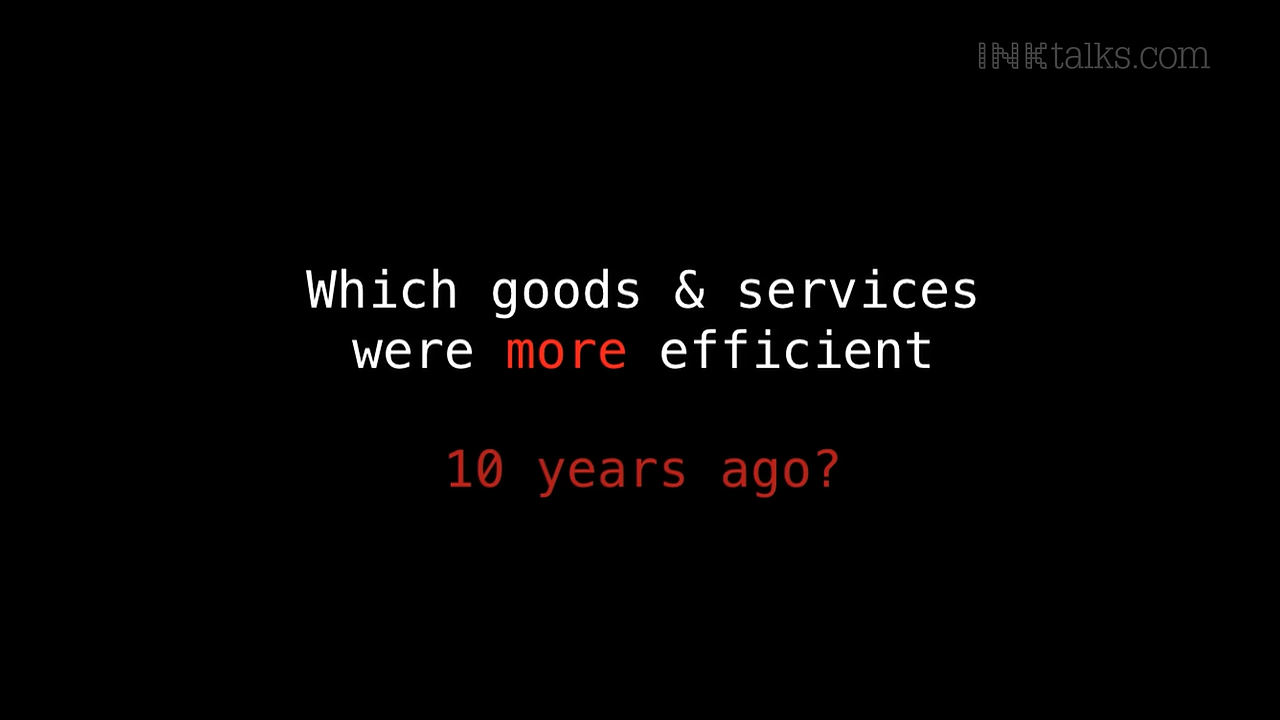 INKtalks.com
Which goods & services
were more efficient
10 years ago?